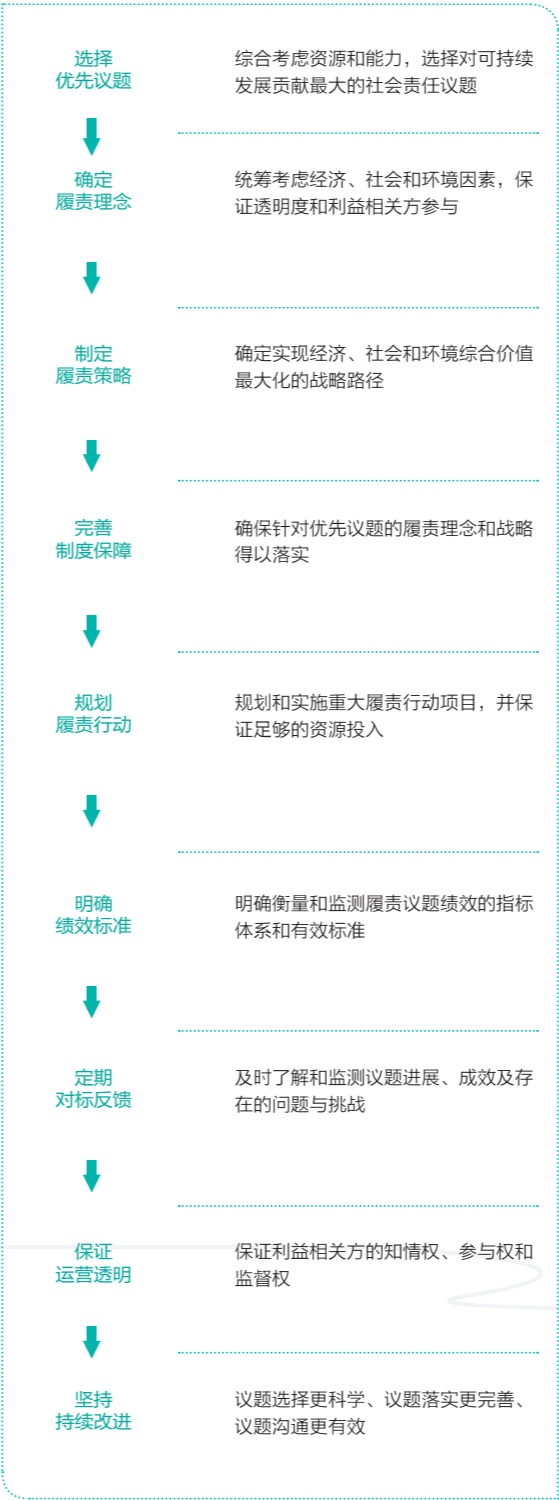 选择
优先议题
综合考虑资源和能力，选择对可持续
发展贡献最大的社会责任议题
确定
履责理念
统筹考虑经济、社会和环境因素，保
证透明度和利益相关方参与
制定
履责策略
确定实现经济、社会和环境综合价值
最大化的战略路径
完善
制度保障
确保针对优先议题的履责理念和战略
得以落实
规划
履责行动
规划和实施重大履责行动项目，并保
证足够的资源投入
明确
绩效标准
明确衡量和监测履责议题绩效的指标
体系和有效标准
定期
对标反馈
及时了解和监测议题进展、成效及存
在的问题与挑战
保证
运营透明
保证利益相关方的知情权、参与权和
监督权
坚持
持续改进
议题选择更科学、议题落实更完善、
议题沟通更有效